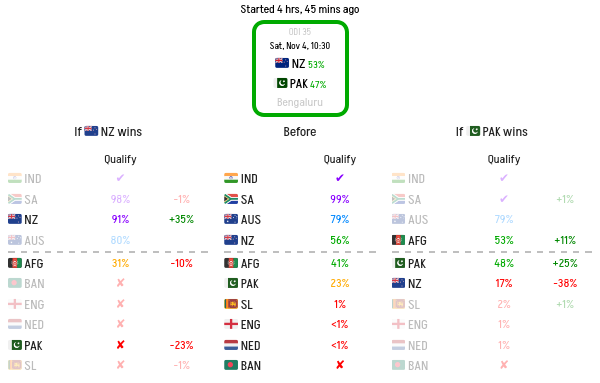 Started 4 hrs, 45 mins ago
ODI 35
Sat, Nov 4, 10:30
NZ 53%
PAK 47%
Bengaluru
If NZ wins Before If PAK wins
Qualify Qualify Qualify
IND ✔ IND ✔ IND ✔
SA 98% -1% SA 99% SA ✔ +1%
NZ 91% +35% AUS 79% AUS 79%
AUS 80% NZ 56% AFG 53% +11%
AFG 31% -10% AFG 41% PAK 48% +25%
BAN ✘ PAK 23% NZ 17% -38%
ENG ✘ SL 1% SL 2% +1%
NED ✘ ENG <1% ENG 1%
PAK ✘ -23% NED <1% NED 1%
SL ✘ -1% BAN ✘ BAN ✘